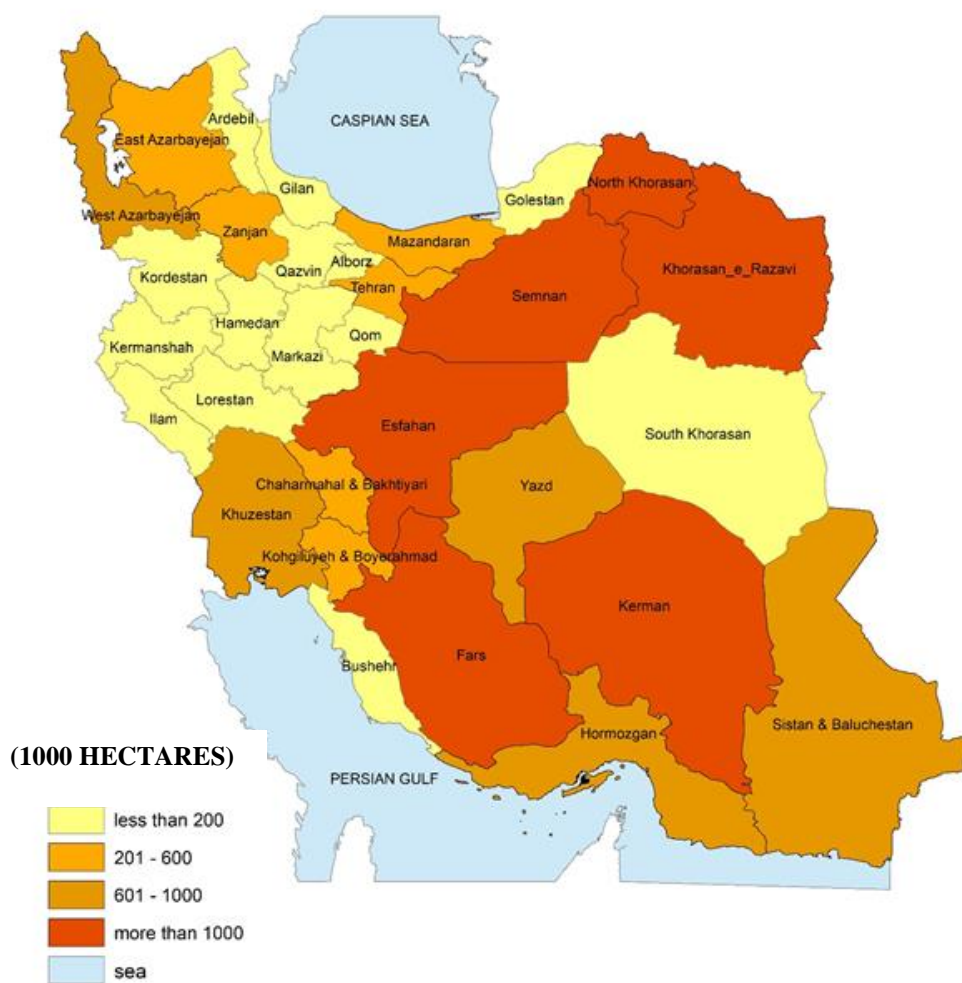 CASPIAN SEA
Ardebil
East Azarbayejan
Gilan
Golestan
North Khorasan
West Azarbayejan
Zanjan
Mazandaran
Khorasan_e_Razavi
Kordestan
Qazvin
Alborz
Tehran
Semnan
Hamedan
Qom
Kermanshah
Markazi
Lorestan
Ilam
Esfahan
South Khorasan
Chaharmahal & Bakhtiyari
Yazd
Khuzestan
Kohgiluyeh & Boyerahmad
Kerman
Fars
Bushehr
Sistan & Baluchestan
Hormozgan
PERSIAN GULF
(1000 HECTARES)
less than 200
201 - 600
601 - 1000
more than 1000
sea